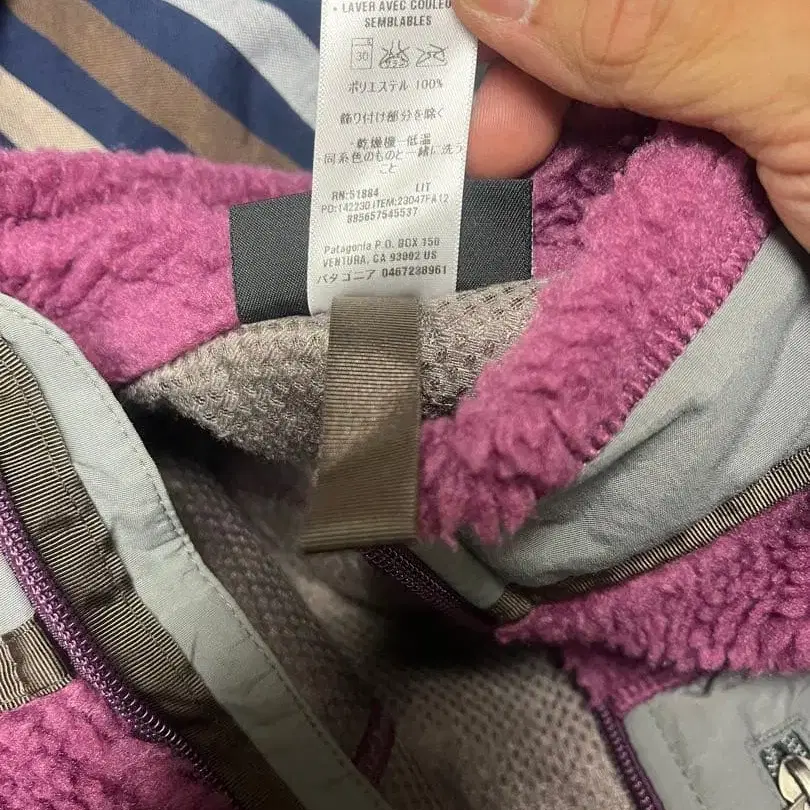 • LAVER AVEC COULEU
SEMBLABLES
30
ポリエステル 100%
飾り付け部分を除く
・乾燥機－低温
・同系色のものと一緒に洗う
こと
RN:51884 LIT
PO:142230 ITEM:23047FA12
885657545537
Patagonia P.O. BOX 150
VENTURA, CA 93002 US
パタゴニア 0467238961